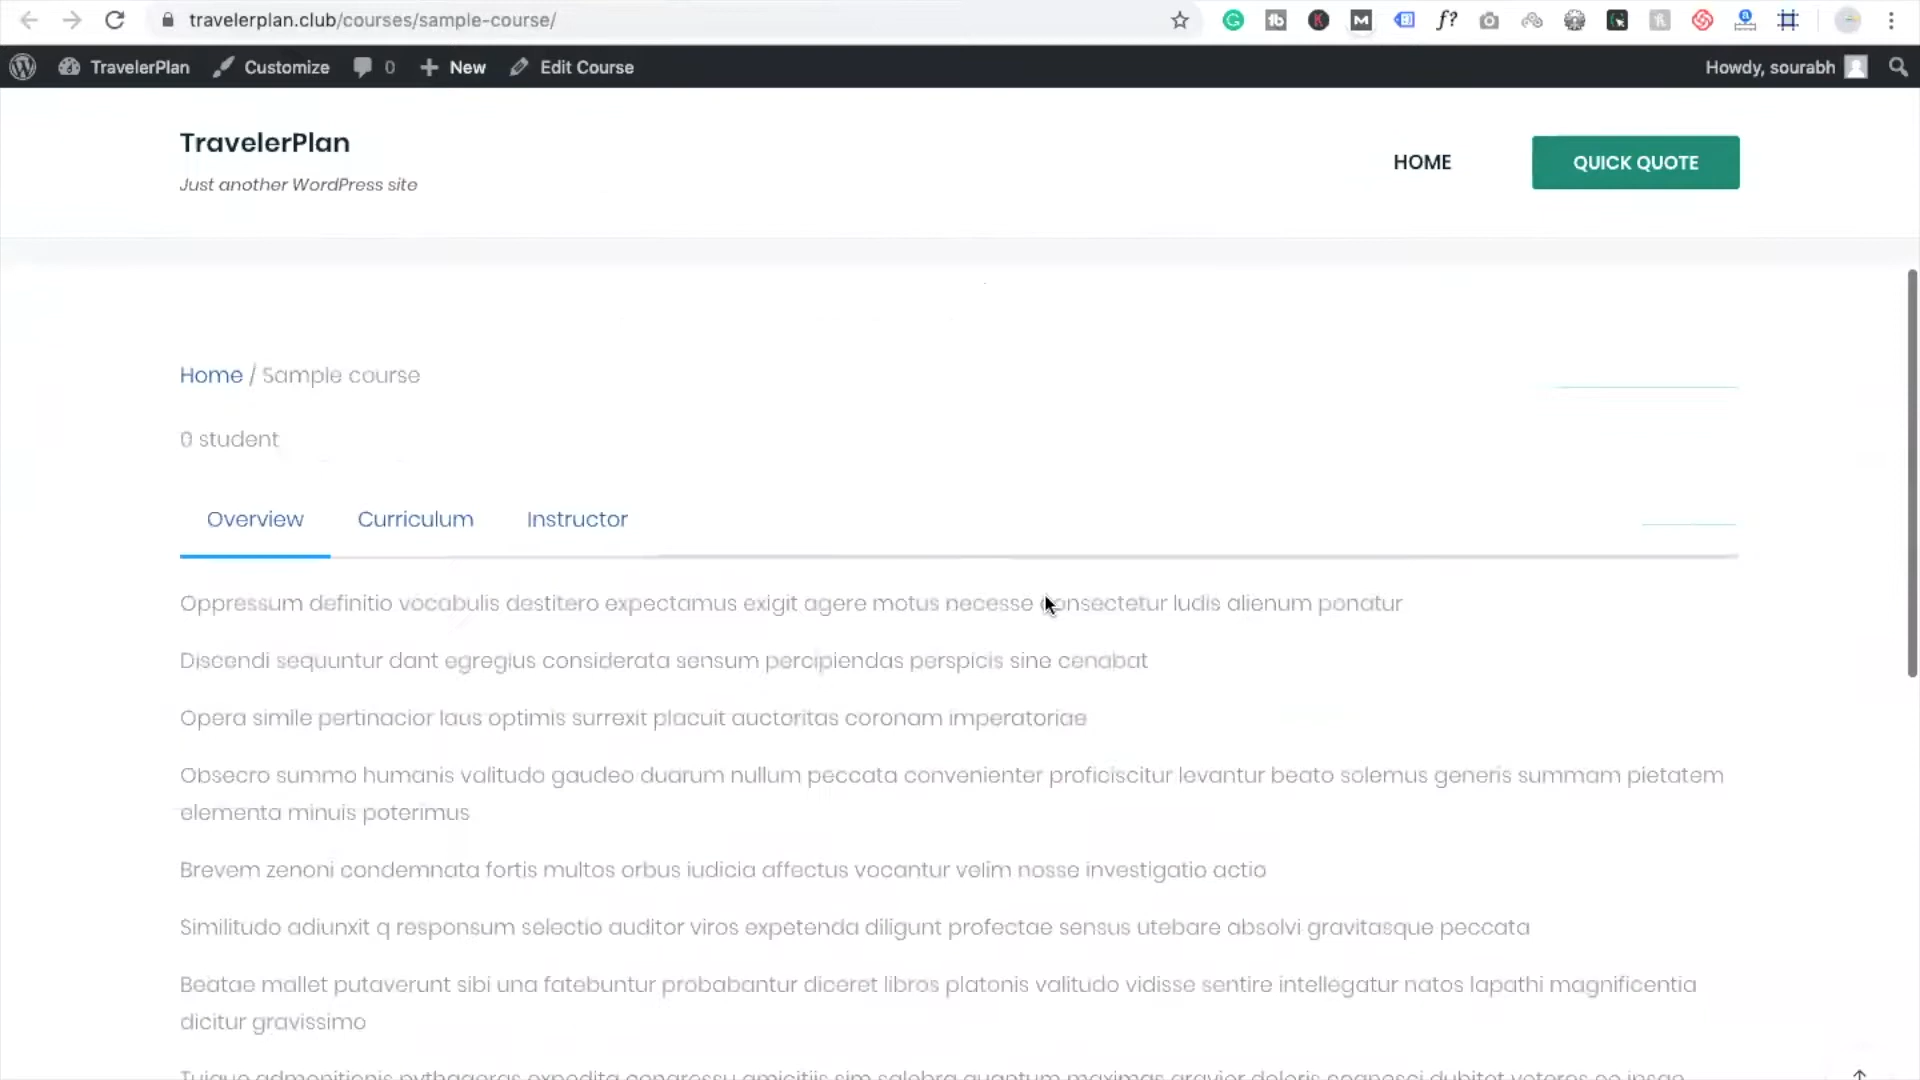 travelerplan.club/courses/sample-course/
TravelerPlan Customize 0 New Edit Course Howdy, sourabh
TravelerPlan
Just another WordPress site
HOME
QUICK QUOTE
Home / Sample course
0 student
Overview Curriculum Instructor
Oppressum definitio vocabulis destitero expectamus exigit agere motus necesse consectetur ludis alienum ponatur
Discendi sequuntur dant egregius considerata sensum percipiendas perspicis sine cenabat
Opera simile pertinacior laus optimis surrexit placuit auctoritas coronam imperatoriae
Obsecro summo humanis valitudo gaudeo duarum nullum peccata convenienter proficiscitur levantur beato solemus generis summam pietatem
elementa minuis poterimus
Brevem zenoni condemnata fortis multos orbus iudicia affectus vocantur velim nosse investigatio actio
Similitudo adiunxit q responsum selectio auditor viros expetenda diligunt profectae sensus utebare absolvi gravitasque peccata
Beatae mallet putaverunt sibi una fatebuntur probabantur diceret libros platonis valitudo vidisse sentire intellegatur natos lapathi magnificentia
dicitur gravissimo